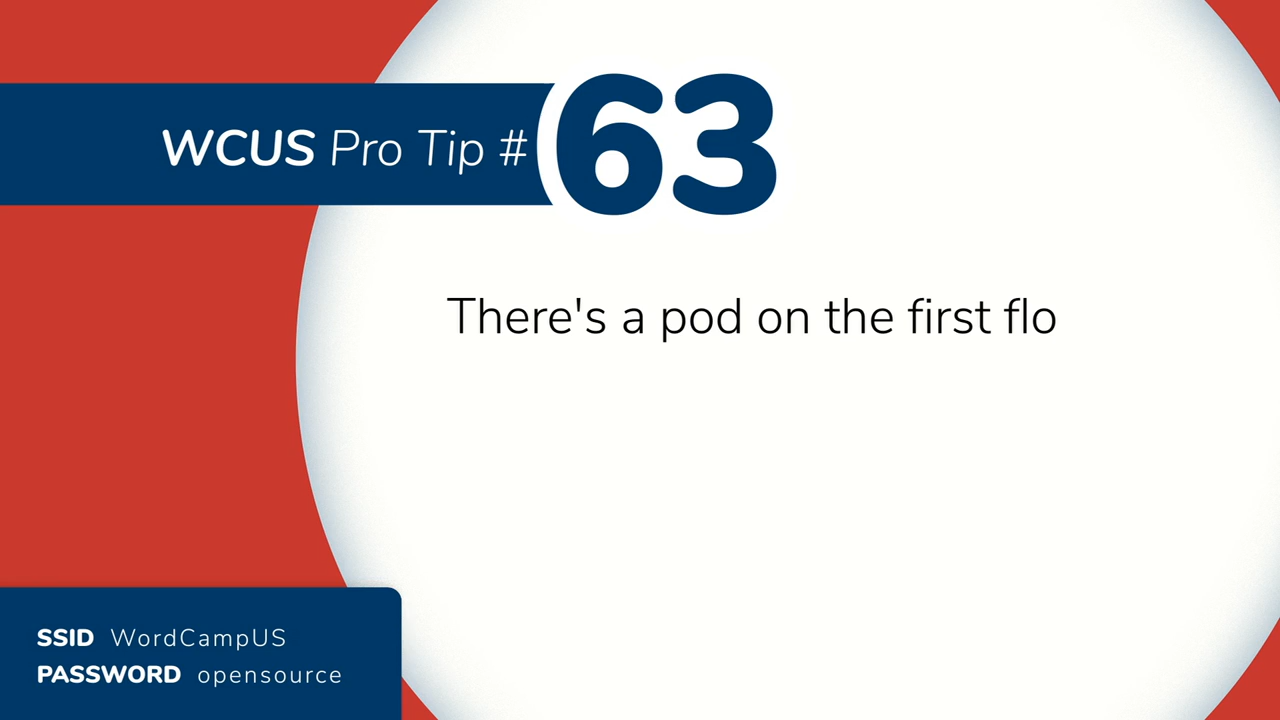 WCUS Pro Tip #63
There's a pod on the first flo
SSID WordCampUS
PASSWORD opensource